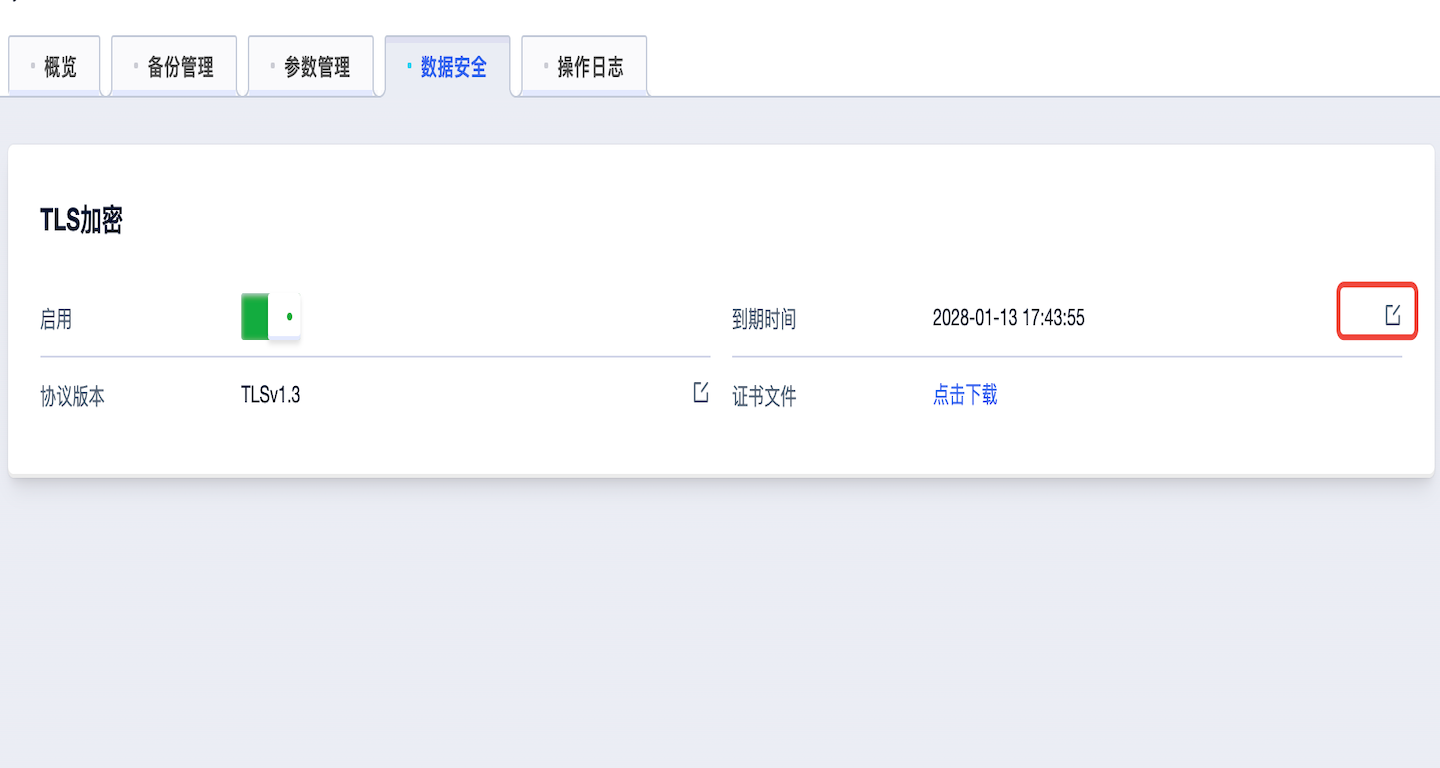 概览 备份管理 参数管理 数据安全 操作日志
TLS加密
启用 到期时间 2028-01-13 17:43:55
协议版本 TLSv1.3 证书文件 点击下载